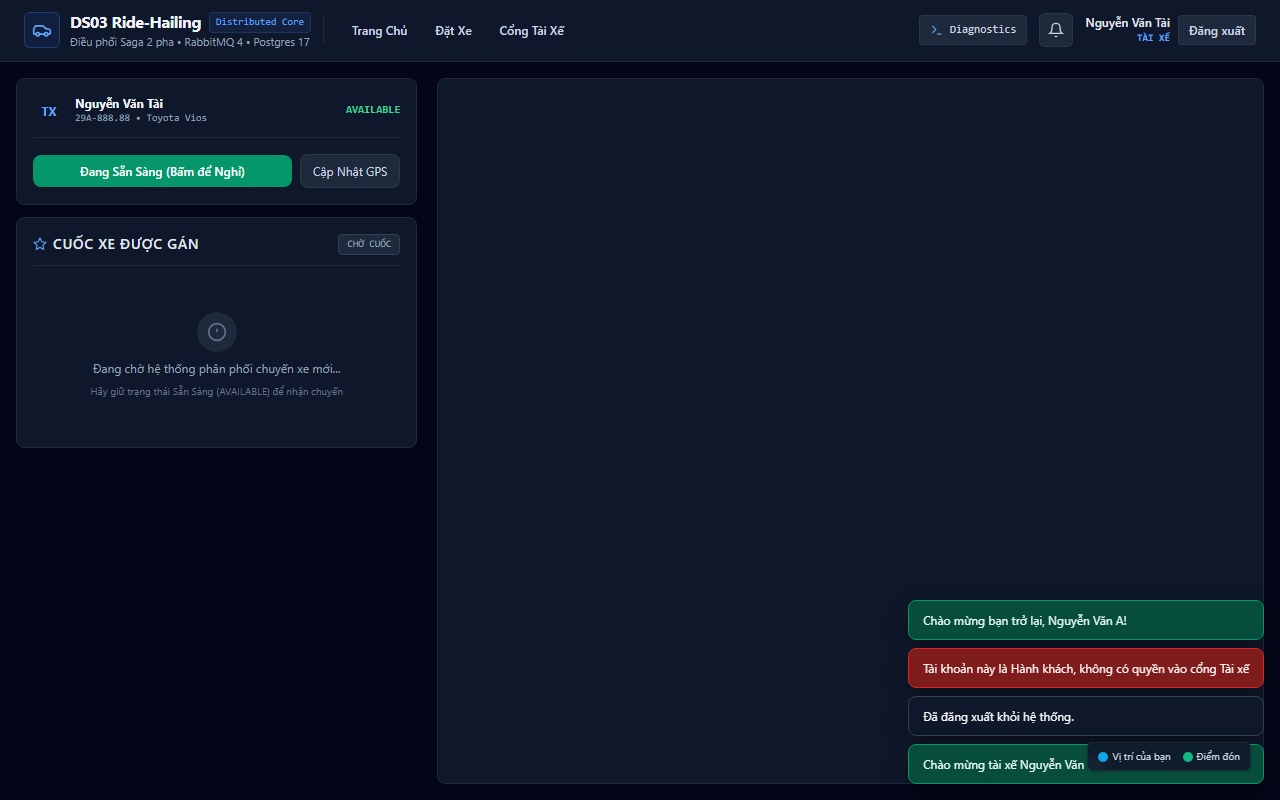 DS03 Ride-Hailing
Distributed Core
Điều phối Saga 2 pha • RabbitMQ 4 • Postgres 17
Trang Chủ
Đặt Xe
Cổng Tài Xế
>_ Diagnostics
Nguyễn Văn Tài
TÀI XẾ
Đăng xuất
TX
Nguyễn Văn Tài
29A-888.88 • Toyota Vios
AVAILABLE
Đang Sẵn Sàng (Bấm để Nghỉ)
Cập Nhật GPS
CUỐC XE ĐƯỢC GÁN
CHỜ CUỐC
Đang chờ hệ thống phân phối chuyến xe mới...
Hãy giữ trạng thái Sẵn Sàng (AVAILABLE) để nhận chuyến
Chào mừng bạn trở lại, Nguyễn Văn A!
Tài khoản này là Hành khách, không có quyền vào cổng Tài xế
Đã đăng xuất khỏi hệ thống.
Chào mừng tài xế Nguyễn Văn
Vị trí của bạn
Điểm đón